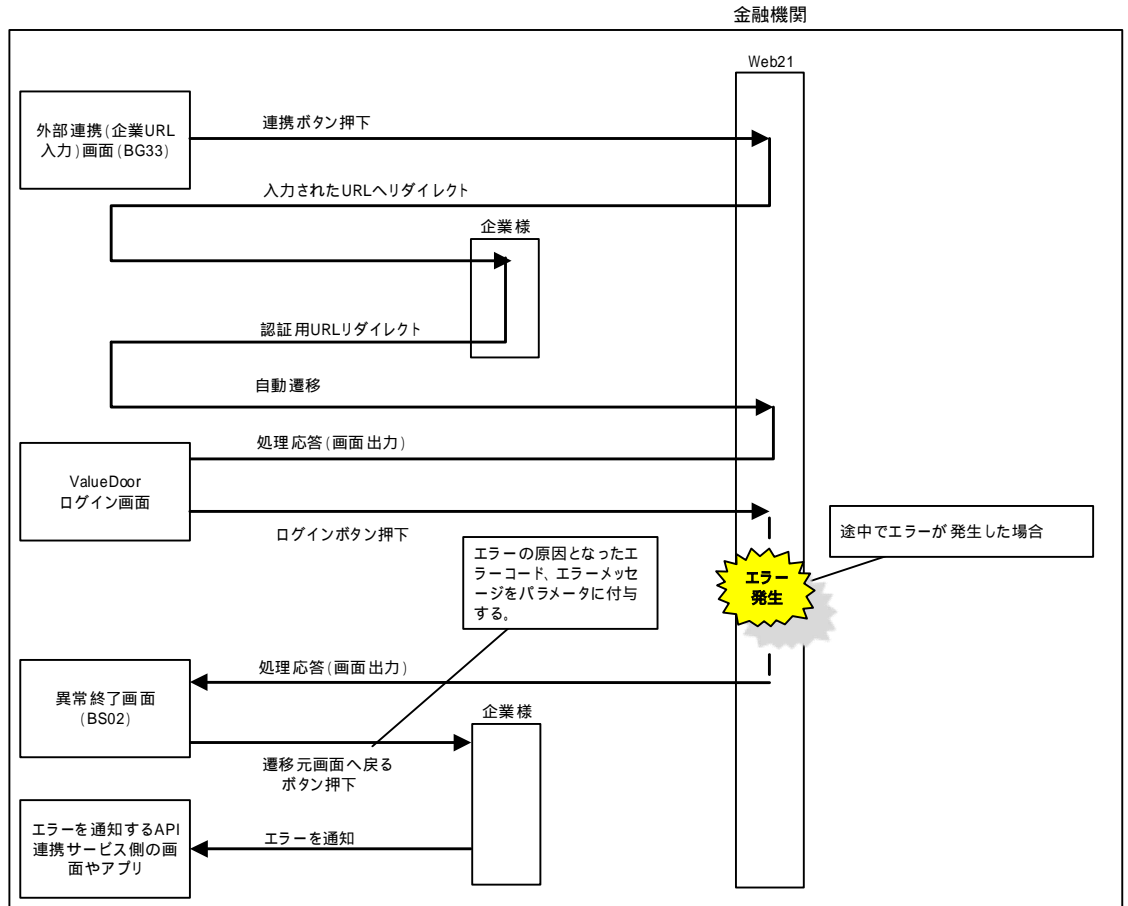 金融機関
Web21
外部連携(企業URL
入力)画面(BG33)
連携ボタン押下
入力されたURLへリダイレクト
企業様
認証用URLリダイレクト
自動遷移
処理応答(画面出力)
ValueDoor
ログイン画面
ログインボタン押下
途中でエラーが発生した場合
エラーの原因となったエ
ラーコード、エラーメッセ
ージをパラメータに付与
する。
エラー
発生
処理応答(画面出力)
異常終了画面
(BS02)
企業様
遷移元画面へ戻る
ボタン押下
エラーを通知するAPI
連携サービス側の画
面やアプリ
エラーを通知